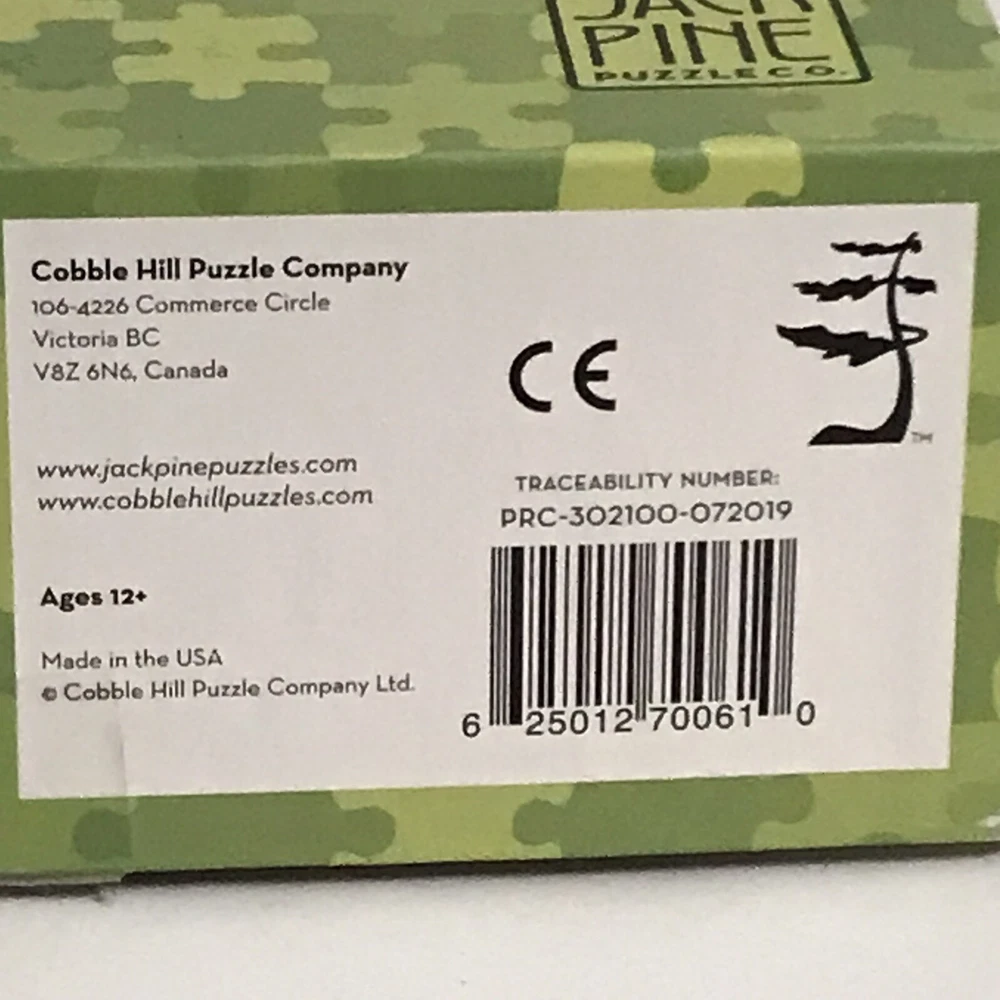 JACK
PINE
PUZZLE CO.
Cobble Hill Puzzle Company
106-4226 Commerce Circle
Victoria BC
V8Z 6N6, Canada
www.jackpinepuzzles.com
www.cobblehillpuzzles.com
Ages 12+
Made in the USA
© Cobble Hill Puzzle Company Ltd.
CE
TM
TRACEABILITY NUMBER:
PRC-302100-072019
6 25012 70061 0